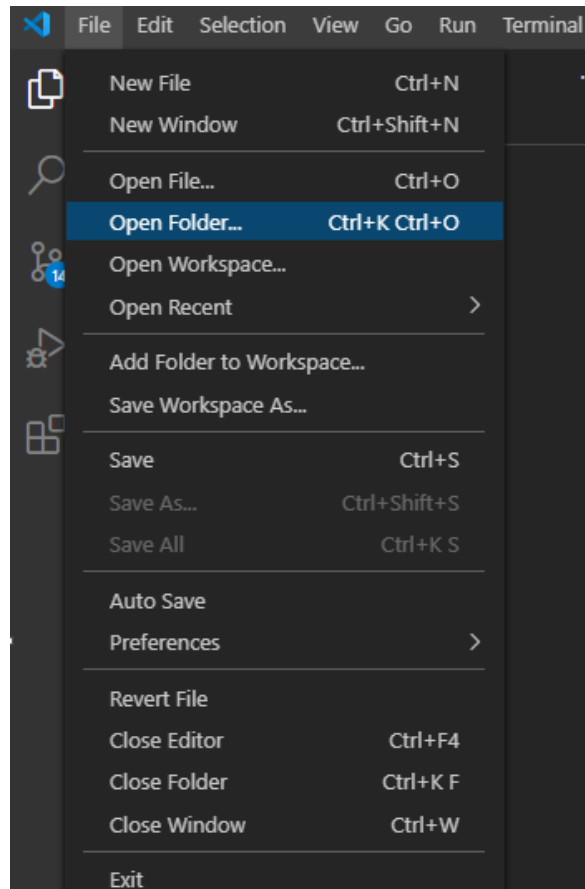 File Edit Selection View Go Run Terminal
New File Ctrl+N
New Window Ctrl+Shift+N
Open File... Ctrl+O
Open Folder... Ctrl+K Ctrl+O
Open Workspace...
Open Recent
Add Folder to Workspace...
Save Workspace As...
Save Ctrl+S
Save As... Ctrl+Shift+S
Save All Ctrl+K S
Auto Save
Preferences
Revert File
Close Editor Ctrl+F4
Close Folder Ctrl+K F
Close Window Ctrl+W
Exit
14